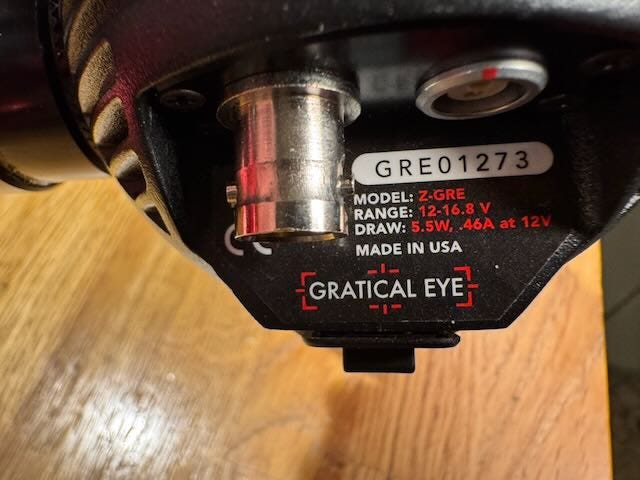 GRE01273
MODEL: Z-GRE
RANGE: 12-16.8 V
DRAW: 5.5W, .46A at 12V
CE
MADE IN USA
GRATICAL EYE